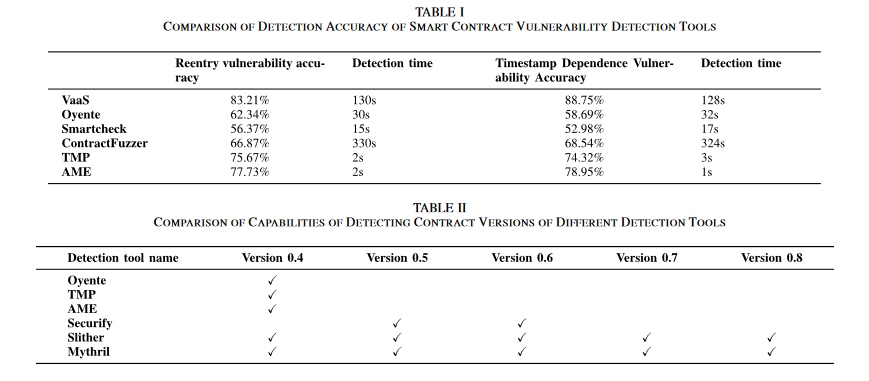 TABLE I
COMPARISON OF DETECTION ACCURACY OF SMART CONTRACT VULNERABILITY DETECTION TOOLS
Reentry vulnerability accu- Detection time Timestamp Dependence Vulner- Detection time
racy ability Accuracy
VaaS 83.21% 130s 88.75% 128s
Oyente 62.34% 30s 58.69% 32s
Smartcheck 56.37% 15s 52.98% 17s
ContractFuzzer 66.87% 330s 68.54% 324s
TMP 75.67% 2s 74.32% 3s
AME 77.73% 2s 78.95% 1s
TABLE II
COMPARISON OF CAPABILITIES OF DETECTING CONTRACT VERSIONS OF DIFFERENT DETECTION TOOLS
Detection tool name Version 0.4 Version 0.5 Version 0.6 Version 0.7 Version 0.8
Oyente ✓
TMP ✓
AME ✓
Securify ✓ ✓
Slither ✓ ✓ ✓ ✓ ✓
Mythril ✓ ✓ ✓ ✓ ✓